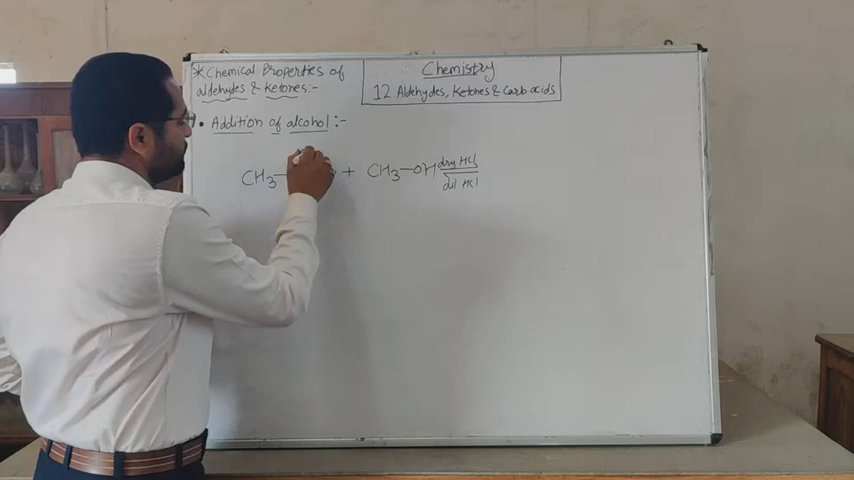 *Chemical Properties of
aldehydes & Ketones:-
Chemistry
12 Aldehydes, Ketones & Carb acids
• Addition of alcohol :-
CH3— + CH3—OH dry HCl
dil HCl